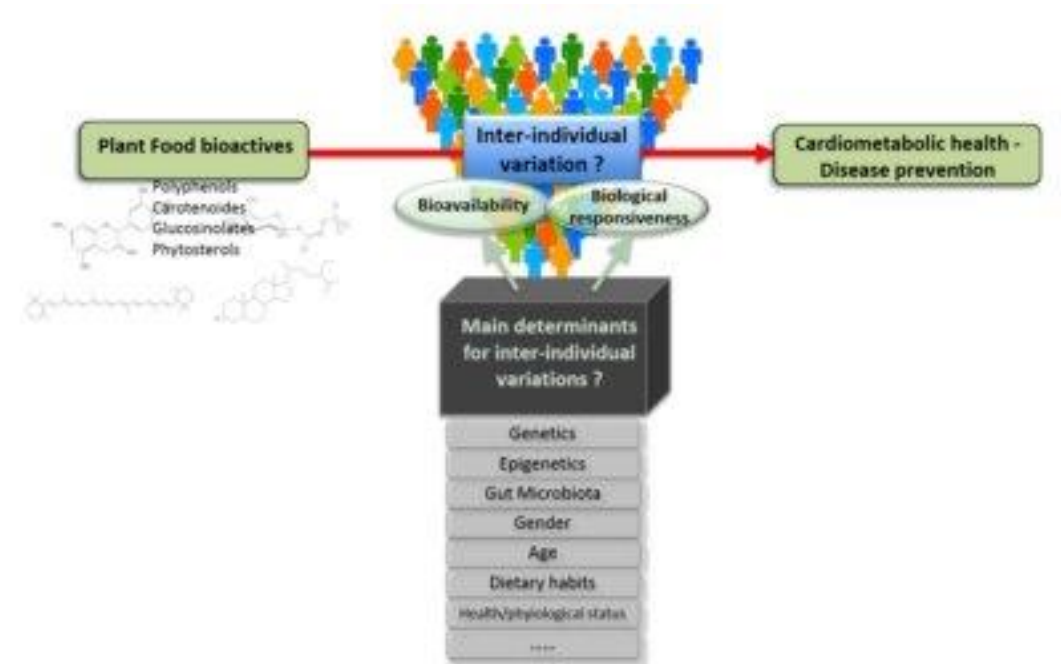 Plant Food bioactives
Polyphenols
Carotenoides
Glucosinolates
Phytosterols
Inter-individual
variation ?
Bioavailability
Biological
responsiveness
Cardiometabolic health -
Disease prevention
Main determinants
for inter-individual
variations ?
Genetics
Epigenetics
Gut Microbiota
Gender
Age
Dietary habits
Health/phyiological status
....